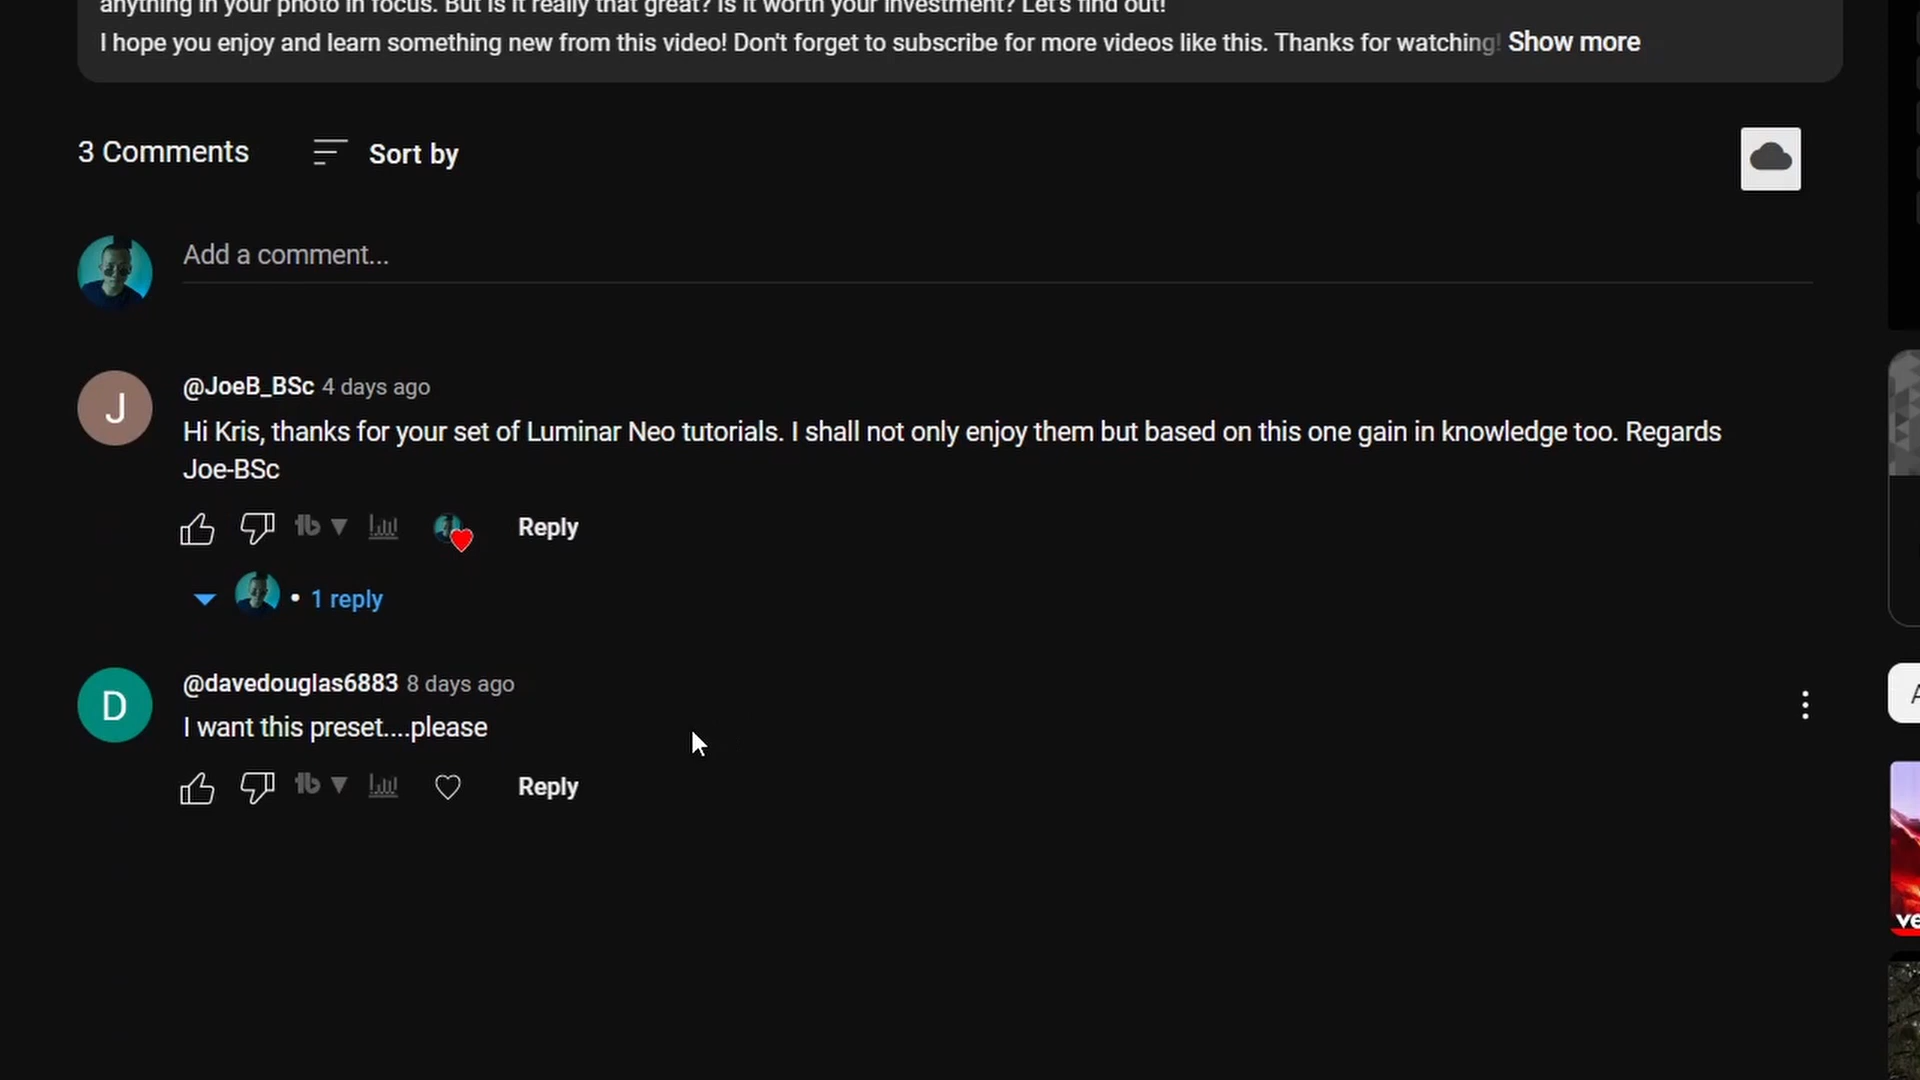 anything in your photo in focus. But is it really that great? Is it worth your investment? Let's find out!
I hope you enjoy and learn something new from this video! Don't forget to subscribe for more videos like this. Thanks for watching! Show more
3 Comments
Sort by
Add a comment...
J
@JoeB_BSc 4 days ago
Hi Kris, thanks for your set of Luminar Neo tutorials. I shall not only enjoy them but based on this one gain in knowledge too. Regards
Joe-BSc
tb
Reply
• 1 reply
D
@davedouglas6883 8 days ago
I want this preset....please
tb
Reply